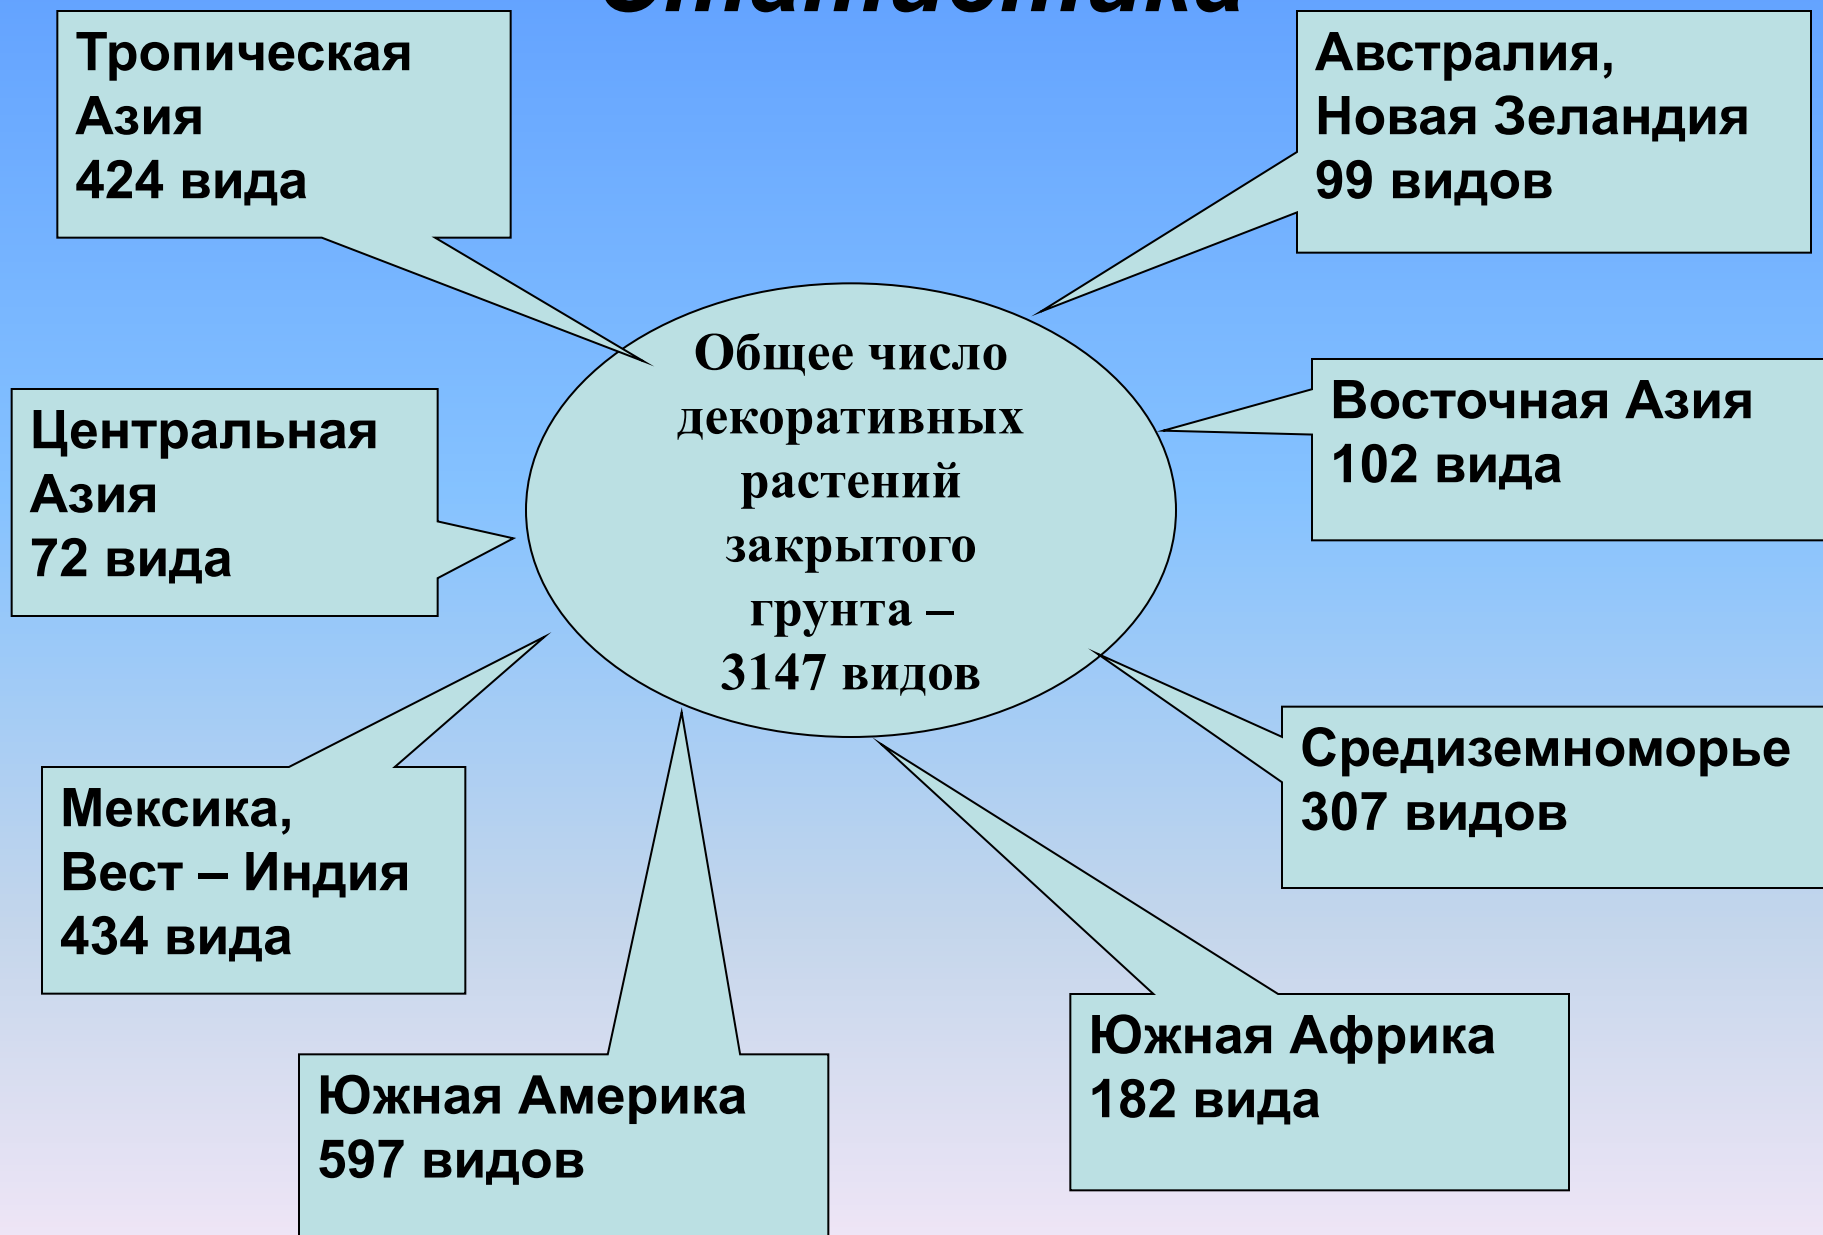 Статистика
Тропическая
Азия
424 вида
Австралия,
Новая Зеландия
99 видов
Общее число
декоративных
растений
закрытого
грунта –
3147 видов
Центральная
Азия
72 вида
Восточная Азия
102 вида
Средиземноморье
307 видов
Мексика,
Вест – Индия
434 вида
Южная Америка
597 видов
Южная Африка
182 вида